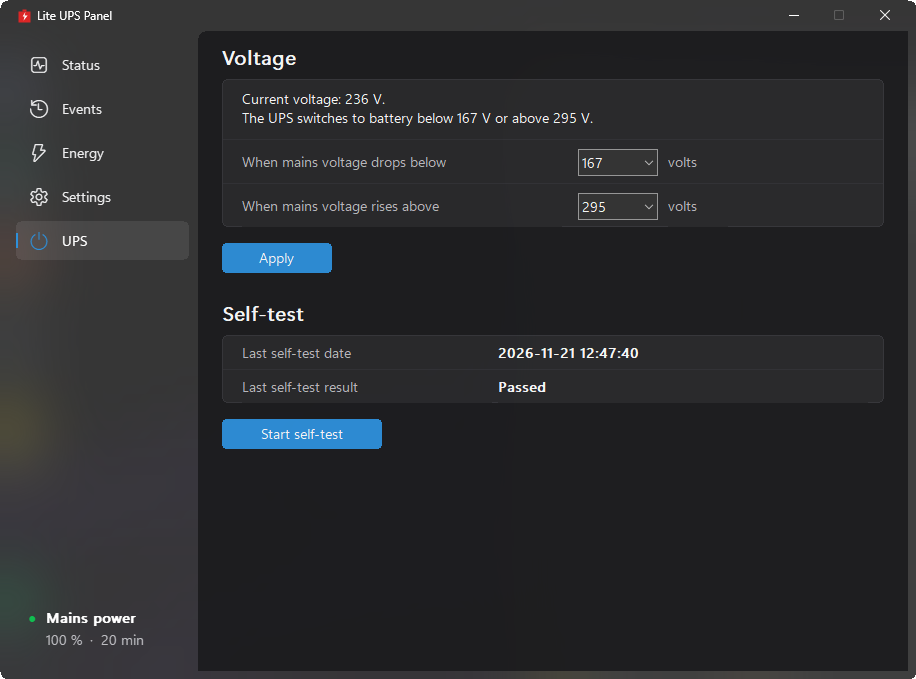 Lite UPS Panel
Status
Events
Energy
Settings
UPS
Mains power
100 % · 20 min
Voltage
Current voltage: 236 V.
The UPS switches to battery below 167 V or above 295 V.
When mains voltage drops below 167 volts
When mains voltage rises above 295 volts
Apply
Self-test
Last self-test date 2026-11-21 12:47:40
Last self-test result Passed
Start self-test